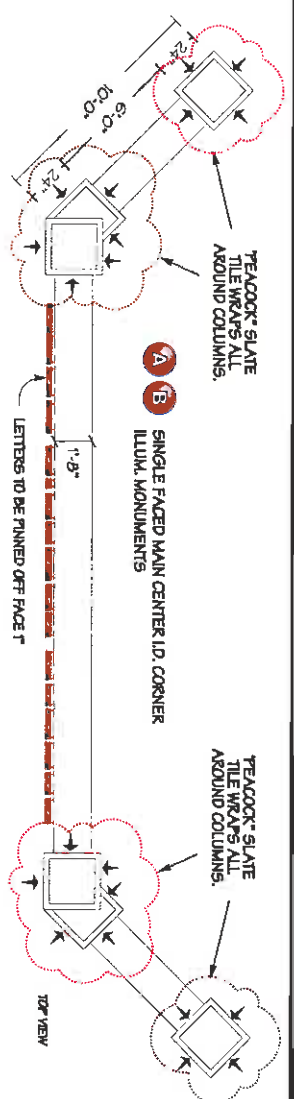 "PEACOCK" SLATE
TILE WRAPS ALL
AROUND COLUMNS.
"PEACOCK" SLATE
TILE WRAPS ALL
AROUND COLUMNS.
24"
6'-0"
10'-0"
24"
A B
SINGLE FACED MAIN CENTER I.D. CORNER
ILLUM. MONUMENTS
1'-8"
LETTERS TO BE PINNED OFF FACE 1"
TOP VIEW